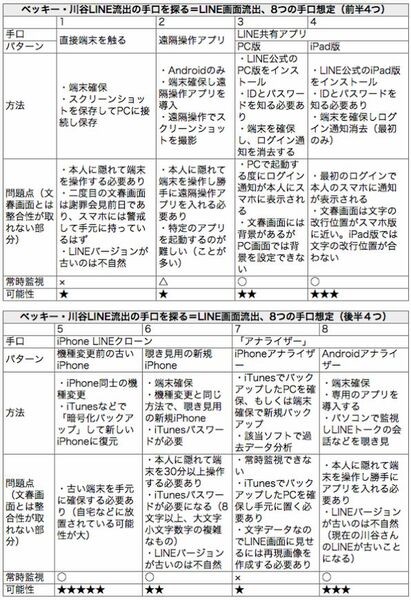 ベッキー・川谷LINE流出の手口を探る=LINE画面流出、8つの手口想定(前半4つ)
1
2
3
4
手口
直接端末を触る
遠隔操作アプリ
LINE共有アプリ
パターン
PC版
iPad版
方法
・端末確保
・スクリーンショットを保存してPCに接続し保存
・Androidのみ
・端末確保し遠隔操作アプリを導入
・遠隔操作でスクリーンショットを撮影
・LINE公式のPC版をインストール
・IDとパスワードを知る必要あり
・端末を確保し、ログイン通知を消去する
・LINE公式のiPad版をインストール
・IDとパスワードを知る必要あり
・端末を確保しログイン通知消去(最初のみ)
問題点(文春画面とは整合性が取れない部分)
・本人に隠れて端末を操作する必要あり
・二度目の文春画面は謝罪会見前日であり、スマホには警戒して手元に持っているはず
・LINEバージョンが古いのは不自然
・本人に隠れて端末を操作し勝手に遠隔操作アプリを入れる必要あり
・特定のアプリを起動するのが難しい(ことが多い)
・PCで起動する度にログイン通知が本人にスマホに表示される
・文春画面には背景があるがPC画面では背景を設定できない
・最初のログインで本人のスマホに通知が表示される
・文春画面は文字の改行位置がスマホ版に近い。iPad版では文字の改行位置が合わない
常時監視
×
△
○
○
可能性
★
★
★★
★★★
ベッキー・川谷LINE流出の手口を探る=LINE画面流出、8つの手口想定(後半4つ)
5
6
7
8
手口
iPhone LINEクローン
「アナライザー」
パターン
機種変更前の古いiPhone
覗き見用の新規iPhone
iPhoneアナライザー
Androidアナライザー
方法
・iPhone同士の機種変更
・iTunesなどで「暗号化バックアップ」して新しいiPhoneに復元
・端末確保
・機種変更と同じ方法で、覗き見用の新規iPhone
・iTunesパスワードが必要
・iTunesでバックアップしたPCを確保、もしくは端末確保で新規バックアップ
・該当ソフトで過去データ分析
・端末確保
・専用のアプリを導入する
・パソコンで監視しLINEトークの会話などを覗き見
問題点(文春画面とは整合性が取れない部分)
・古い端末を手元に確保する必要あり(自宅などに放置されている可能性が大)
・本人に隠れて端末を30分以上操作する必要あり
・iTunesパスワードが必要になる(8文字以上、大文字小文字数字の複雑なもの)
・LINEバージョンが古いのは不自然
・常時監視できない
・iTunesでバックアップしたPCを確保し手元に置く必要あり
・文字データなのでLINE画面に見せるには再現画像を作成する必要あり
・本人に隠れて端末を操作し勝手にアプリを入れる必要あり
・LINEバージョンが古いのは不自然(現在の川谷さんのLINEが古いことになる)
常時監視
○
○
×
○
可能性
★★★★★
★★
★
★★★